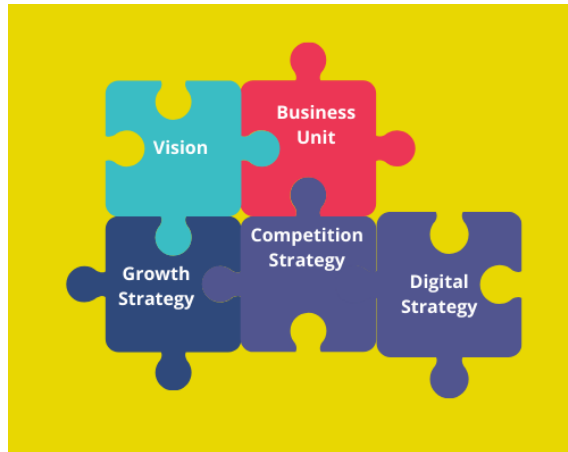 Vision
Business
Unit
Growth
Strategy
Competition
Strategy
Digital
Strategy